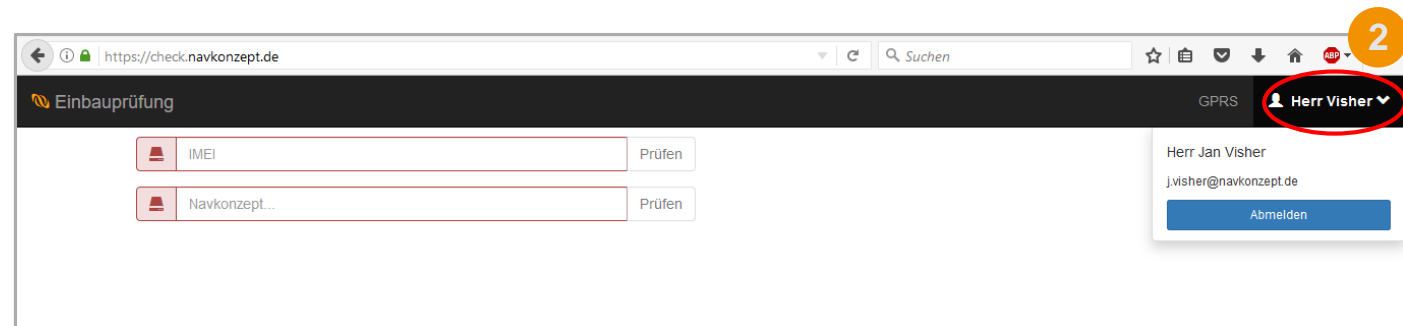 2
https://check.navkonzept.de
Suchen
ABP
Einbauprüfung
GPRS
Herr Visher
IMEI
Prüfen
Herr Jan Visher
j.visher@navkonzept.de
Navkonzept...
Prüfen
Abmelden